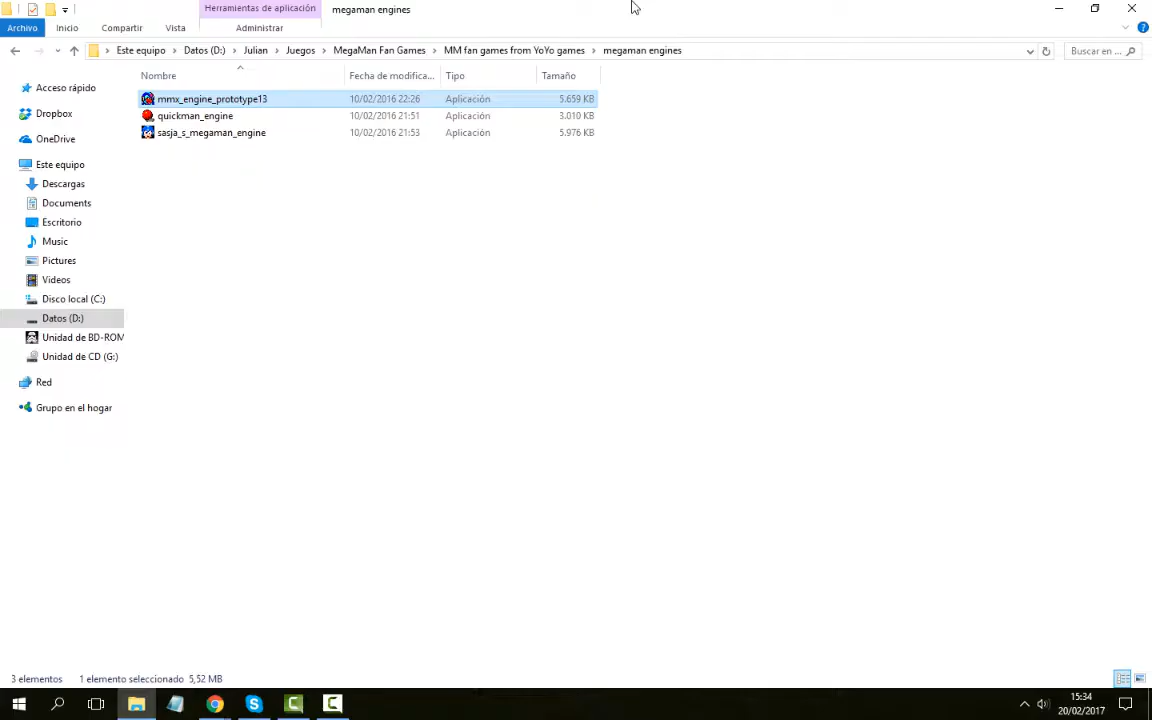 Herramientas de aplicación
megaman engines
Archivo
Inicio
Compartir
Vista
Administrar
Este equipo > Datos (D:) > Julian > Juegos > MegaMan Fan Games > MM fan games from YoYo games > megaman engines
Buscar en ...
Nombre
Fecha de modifica...
Tipo
Tamaño
mmx_engine_prototype13 10/02/2016 22:26 Aplicación 5.659 KB
quickman_engine 10/02/2016 21:51 Aplicación 3.010 KB
sasja_s_megaman_engine 10/02/2016 21:53 Aplicación 5.976 KB
Acceso rápido
Dropbox
OneDrive
Este equipo
Descargas
Documents
Escritorio
Music
Pictures
Videos
Disco local (C:)
Datos (D:)
Unidad de BD-ROM
Unidad de CD (G:)
Red
Grupo en el hogar
3 elementos
1 elemento seleccionado 5,52 MB
15:34
20/02/2017